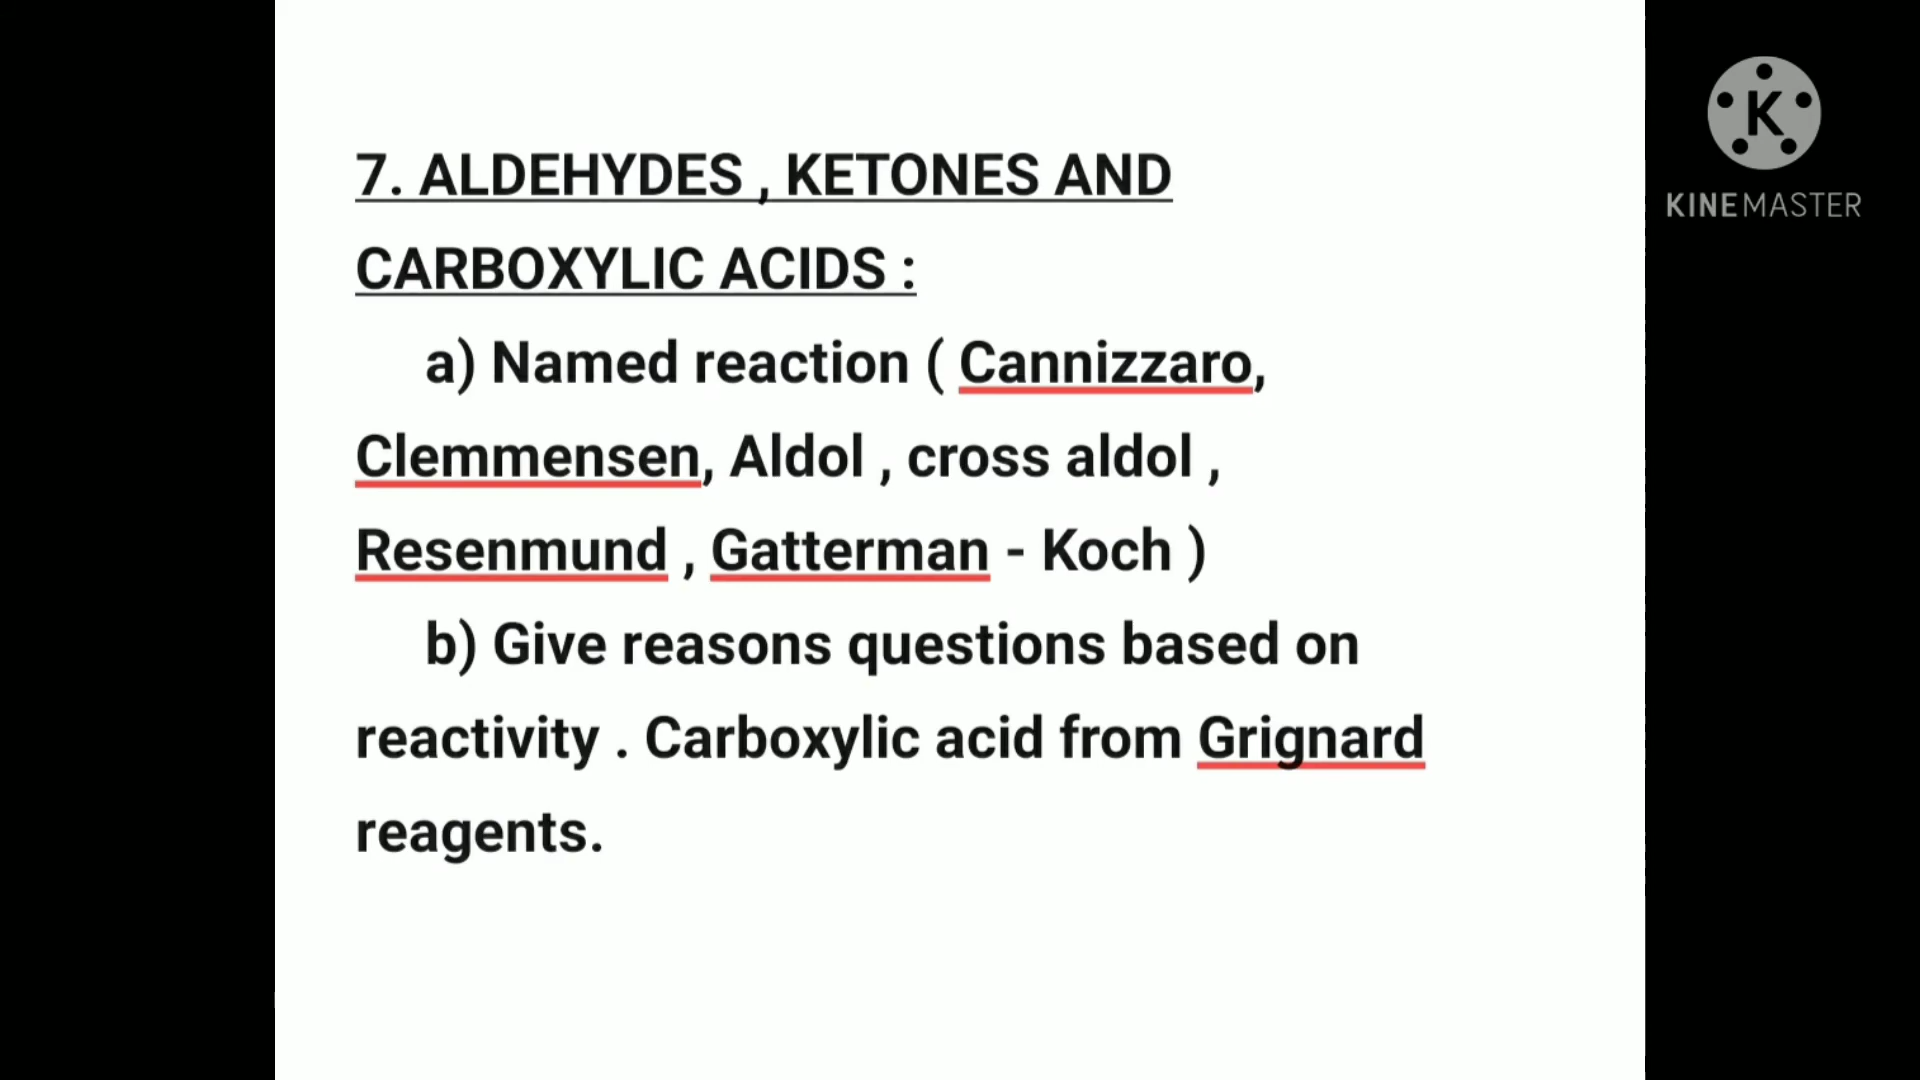 7. ALDEHYDES , KETONES AND
CARBOXYLIC ACIDS :
a) Named reaction ( Cannizzaro,
Clemmensen, Aldol , cross aldol ,
Resenmund , Gatterman - Koch )
b) Give reasons questions based on
reactivity . Carboxylic acid from Grignard
reagents.
K
KINEMASTER